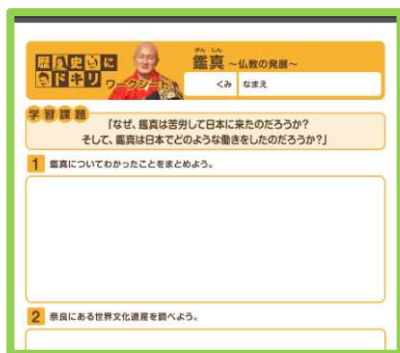 歴史にドキリ
ワークシート
がん じん
鑑真 ～仏教の発展～
くみ なまえ
学習課題
「なぜ、鑑真は苦労して日本に来たのだろうか?
そして、鑑真は日本でどのような働きをしたのだろうか?」
1 鑑真についてわかったことをまとめよう。
2 奈良にある世界文化遺産を調べよう。